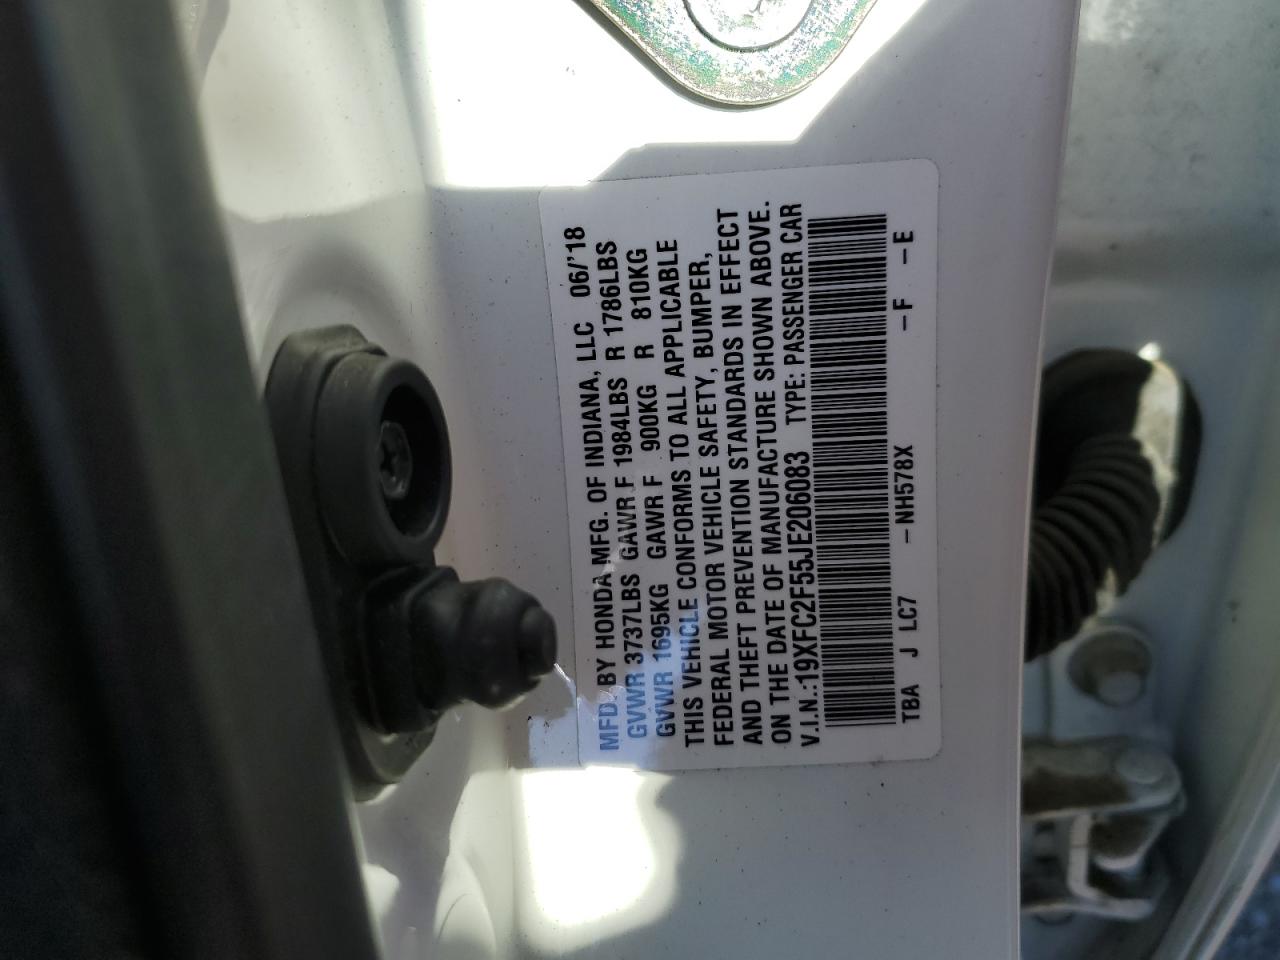 MFD. BY HONDA MFG. OF INDIANA, LLC 06/'18
GVWR 3737LBS GAWR F 1984LBS R 1786LBS
GVWR 1695KG GAWR F 900KG R 810KG
THIS VEHICLE CONFORMS TO ALL APPLICABLE
FEDERAL MOTOR VEHICLE SAFETY, BUMPER,
AND THEFT PREVENTION STANDARDS IN EFFECT
ON THE DATE OF MANUFACTURE SHOWN ABOVE.
V.I.N.:19XFC2F55JE206083 TYPE: PASSENGER CAR
TBA J LC7 -NH578X -F -E